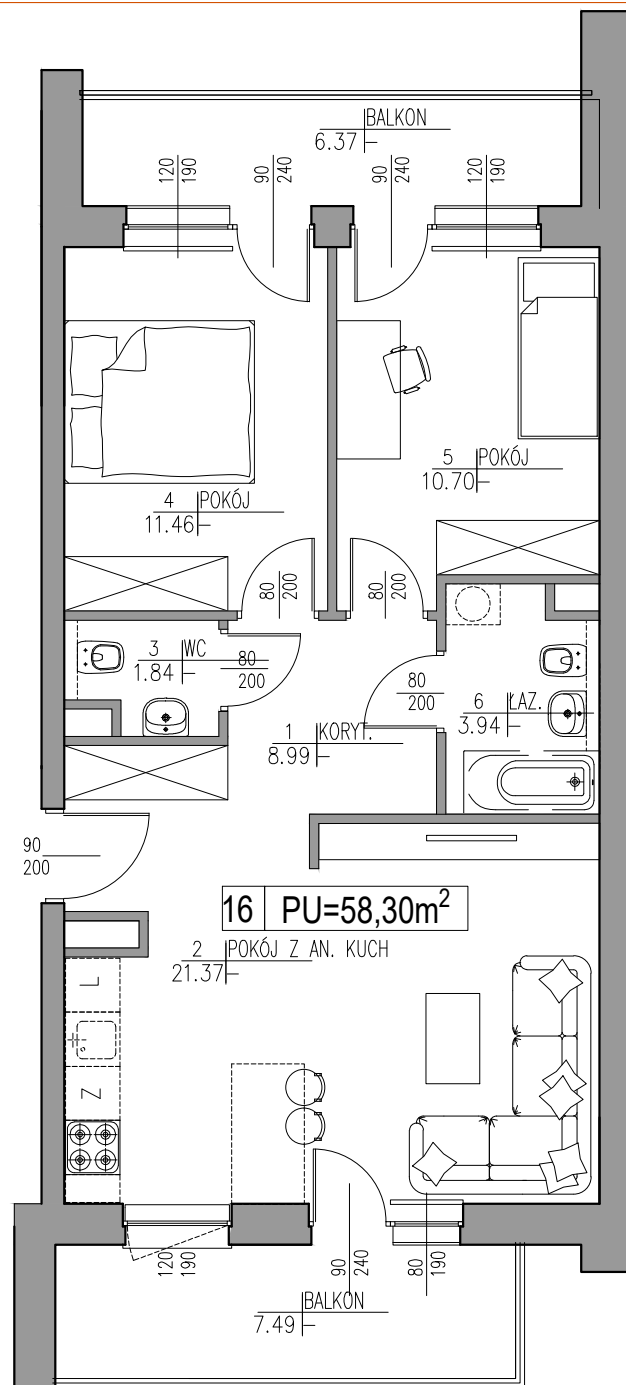 BALKON
6.37
120
190
90
240
90
240
120
190
5 POKÓJ
10.70
4 POKÓJ
11.46
80
200
80
200
3 WC
1.84
80
200
80
200
6 ŁAZ.
3.94
1 KORYT.
8.99
90
200
16 PU=58,30m²
2 POKÓJ Z AN. KUCH
21.37
L
Z
120
190
90
240
80
190
BALKON
7.49